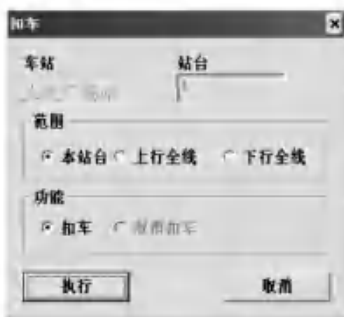 扣车
车站 站台
范围
本站台 上行全线 下行全线
功能
扣车 取消扣车
执行 取消